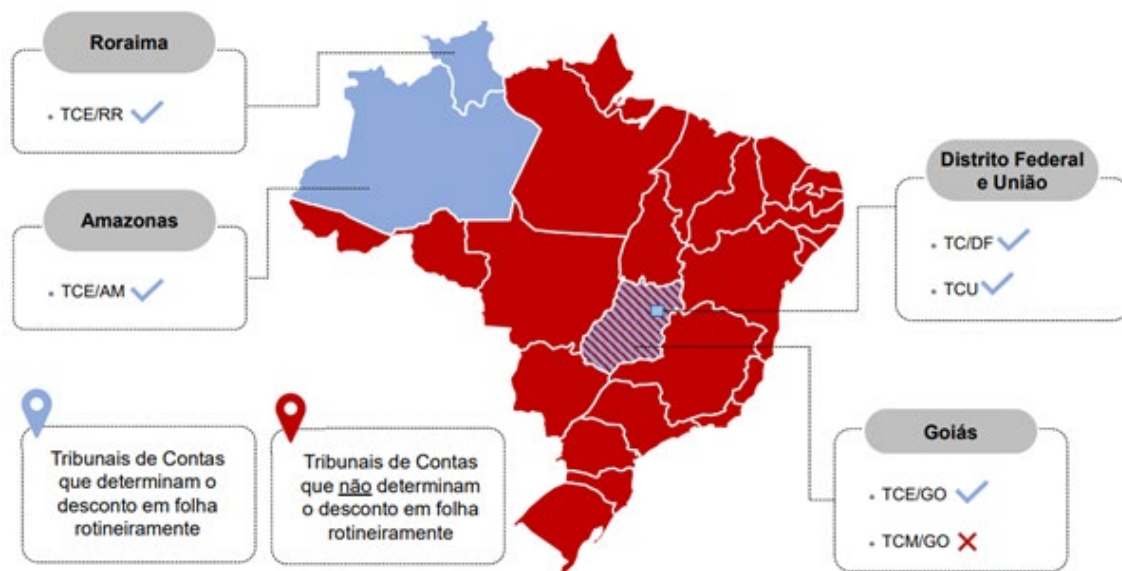 Roraima
• TCE/RR
Amazonas
• TCE/AM
Distrito Federal
e União
• TC/DF
• TCU
Goiás
• TCE/GO
• TCM/GO
Tribunais de Contas
que determinam o
desconto em folha
rotineiramente
Tribunais de Contas
que não determinam
o desconto em folha
rotineiramente